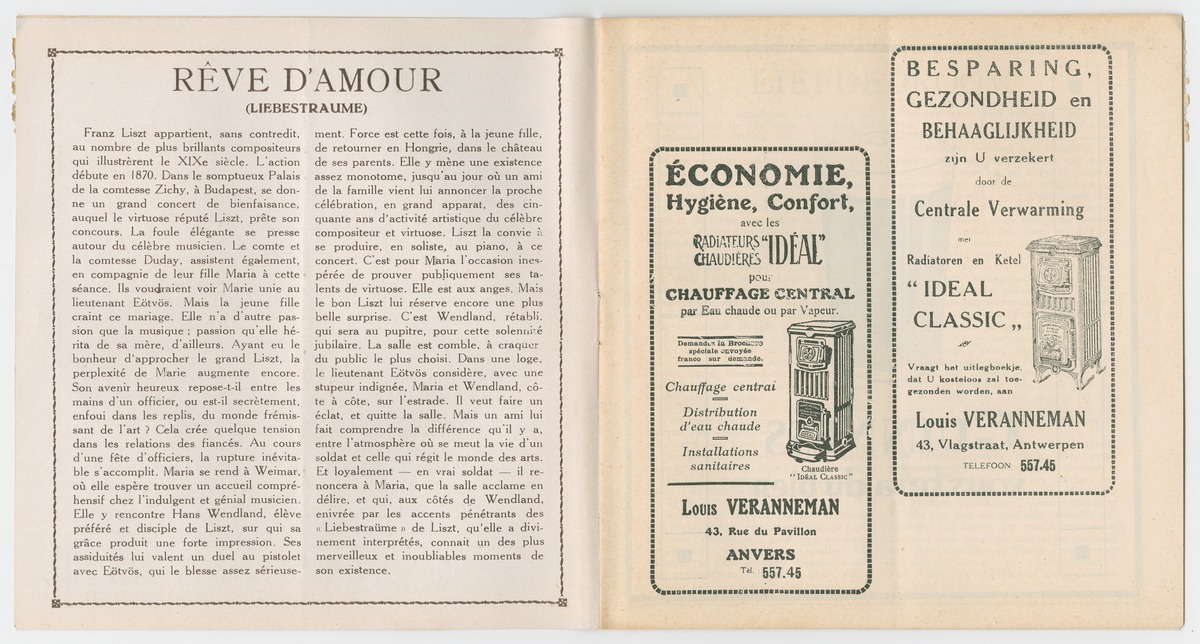 RÊVE D'AMOUR
(LIEBESTRAUME)
Franz Liszt appartient, sans contredit,
au nombre de plus brillants compositeurs
qui illustrèrent le XIXe siècle. L'action
débute en 1870. Dans le somptueux Palais
de la comtesse Zichy, à Budapest, se don-
ne un grand concert de bienfaisance,
auquel le virtuose réputé Liszt, prête son
concours. La foule élégante se presse
autour du célèbre musicien. Le comte et
la comtesse Duday, assistent également,
en compagnie de leur fille Maria à cette
séance. Ils voudraient voir Marie unie au
lieutenant Eötvös. Mais la jeune fille
craint ce mariage. Elle n'a d'autre pas-
sion que la musique ; passion qu'elle hé-
rita de sa mère, d'ailleurs. Ayant eu le
bonheur d'approcher le grand Liszt, la
perplexité de Marie augmente encore.
Son avenir heureux repose-t-il entre les
mains d'un officier, ou est-il secrètement,
enfoui dans les replis, du monde frémis-
sant de l'art ? Cela crée quelque tension
dans les relations des fiancés. Au cours
d'une fête d'officiers, la rupture inévita-
ble s'accomplit. Maria se rend à Weimar,
où elle espère trouver un accueil compré-
hensif chez l'indulgent et génial musicien.
Elle y rencontre Hans Wendland, élève
préféré et disciple de Liszt, sur qui sa
grâce produit une forte impression. Ses
assiduités lui valent un duel au pistolet
avec Eötvös, qui le blesse assez sérieuse-
ment. Force est cette fois, à la jeune fille,
de retourner en Hongrie, dans le château
de ses parents. Elle y mène une existence
assez monotome, jusqu'au jour où un ami
de la famille vient lui annoncer la proche
célébration, en grand apparat, des cin-
quante ans d'activité artistique du célèbre
compositeur et virtuose. Liszt la convie à
se produire, en soliste, au piano, à ce
concert. C'est pour Maria l'occasion ines-
pérée de prouver publiquement ses ta-
lents de virtuose. Elle est aux anges. Mais
le bon Liszt lui réserve encore une plus
belle surprise. C'est Wendland, rétabli,
qui sera au pupitre, pour cette solennité
jubilaire. La salle est comble, à craquer
du public le plus choisi. Dans une loge,
le lieutenant Eötvös considère, avec une
stupeur indignée, Maria et Wendland, cô-
te à côte, sur l'estrade. Il veut faire un
éclat, et quitte la salle. Mais un ami lui
fait comprendre la différence qu'il y a,
entre l'atmosphère où se meut la vie d'un
soldat et celle qui régit le monde des arts.
Et loyalement — en vrai soldat — il re-
noncera à Maria, que la salle acclame en
délire, et qui, aux côtés de Wendland,
enivrée par les accents pénétrants des
« Liebestraüme » de Liszt, qu'elle a divi-
nement interprétés, connait un des plus
merveilleux et inoubliables moments de
son existence.
ÉCONOMIE,
Hygiène, Confort,
avec les
RADIATEURS
CHAUDIÈRES
"IDÉAL"
pour
CHAUFFAGE CENTRAL
par Eau chaude ou par Vapeur.
Demandez la Brochure
spéciale envoyée
franco sur demande.
Chauffage central
Distribution
d'eau chaude
Installations
sanitaires
Chaudière
"IDÉAL CLASSIC"
Louis VERANNEMAN
43, Rue du Pavillon
ANVERS
Tél. 557.45
BESPARING,
GEZONDHEID en
BEHAAGLIJKHEID
zijn U verzekert
door de
Centrale Verwarming
met
Radiatoren en Ketel
" IDEAL
CLASSIC „
Vraagt het uitlegboekje,
dat U kosteloos zal toe-
gezonden worden, aan
Louis VERANNEMAN
43, Vlagstraat, Antwerpen
TELEFOON 557.45